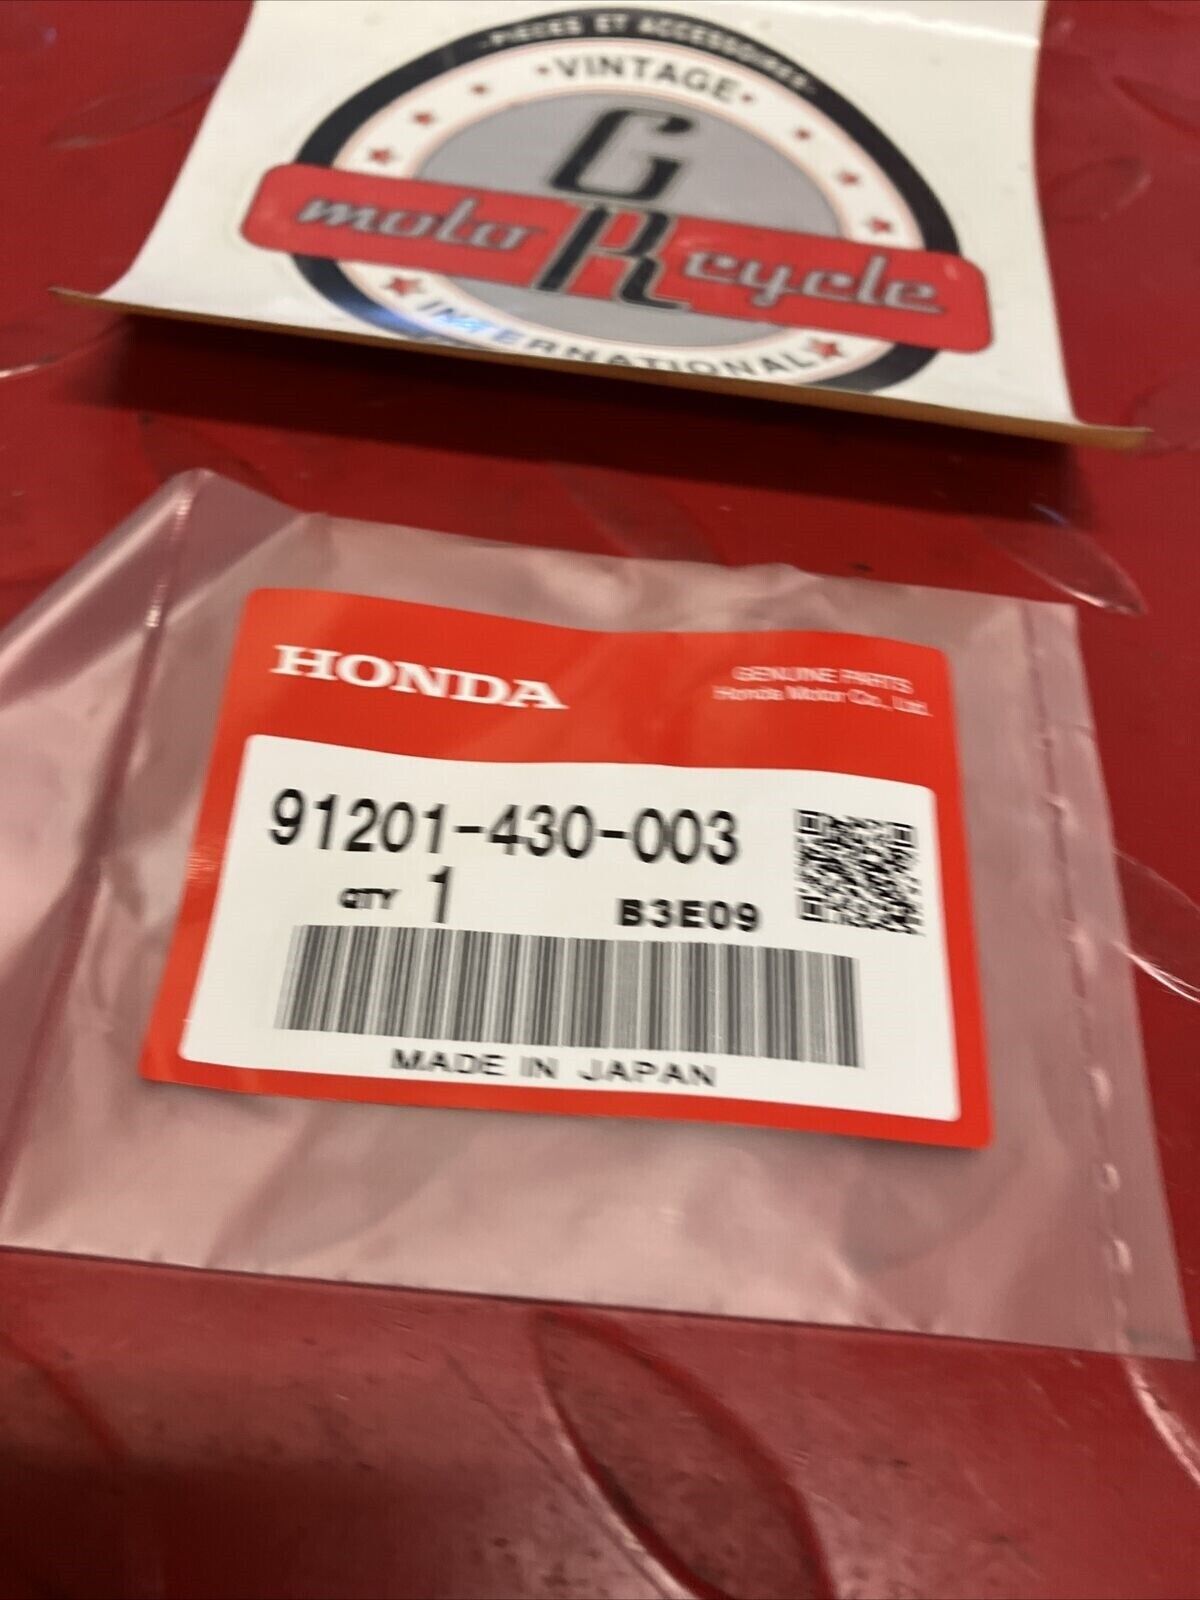 · PIECES ET ACCESSOIRES ·
· VINTAGE ·
G
moto R cycle
INTERNATIONAL
HONDA
GENUINE PARTS
Honda Motor Co., Ltd.
91201-430-003
QTY 1
B3E09
MADE IN JAPAN